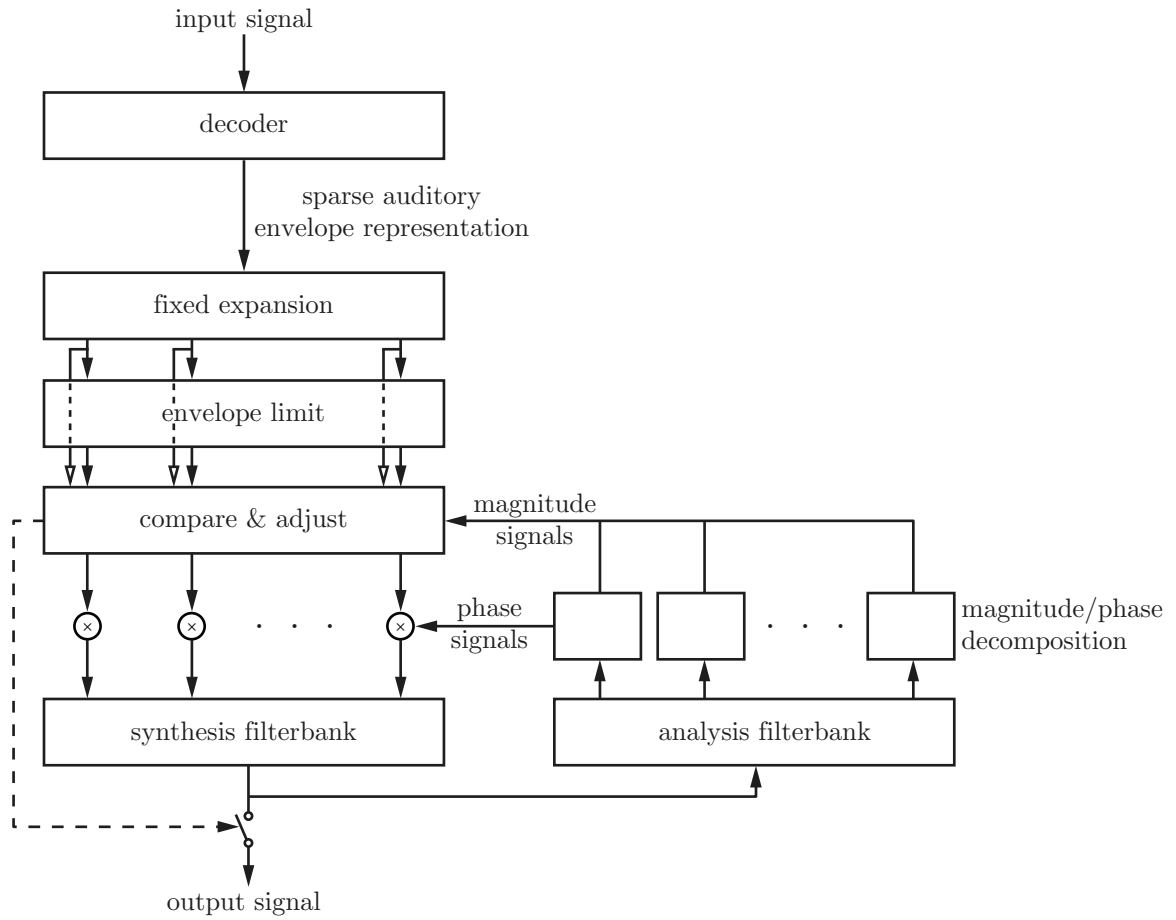 input signal
decoder
sparse auditory
envelope representation
fixed expansion
envelope limit
compare & adjust
magnitude
signals
× × · · · ×
phase
signals
· · ·
magnitude/phase
decomposition
synthesis filterbank
analysis filterbank
output signal